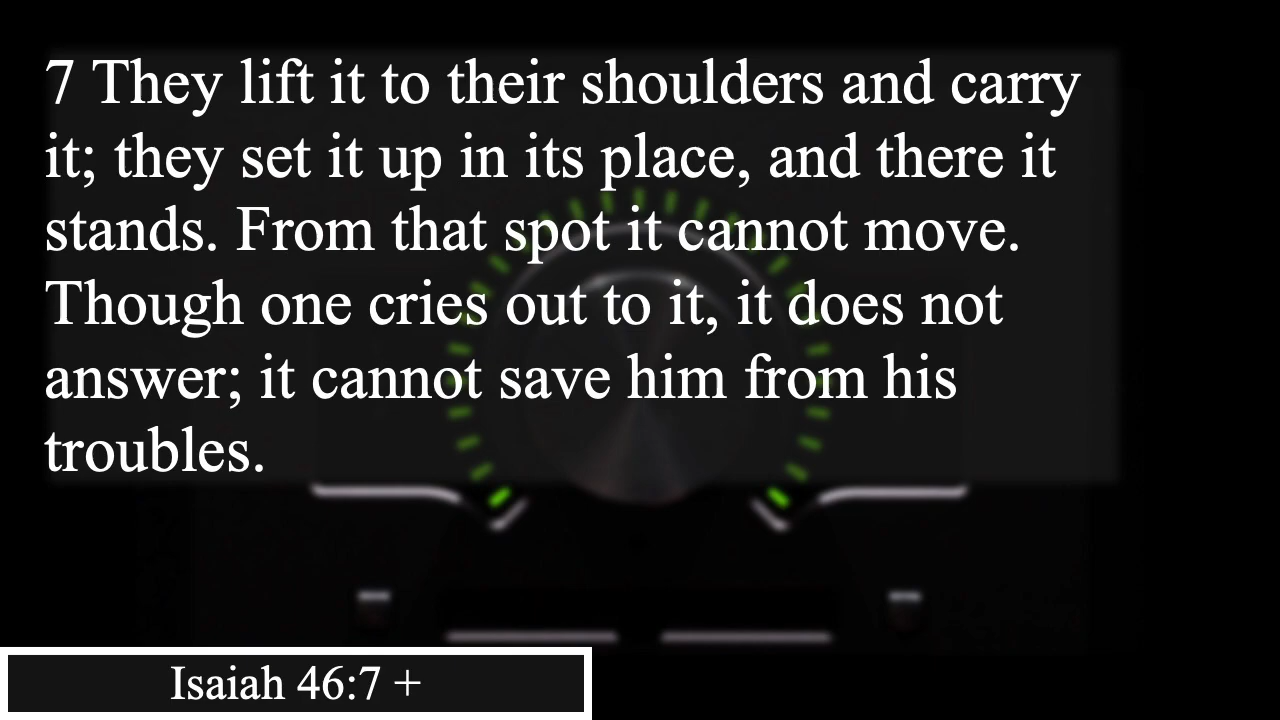 7 They lift it to their shoulders and carry
it; they set it up in its place, and there it
stands. From that spot it cannot move.
Though one cries out to it, it does not
answer; it cannot save him from his
troubles.
Isaiah 46:7 +